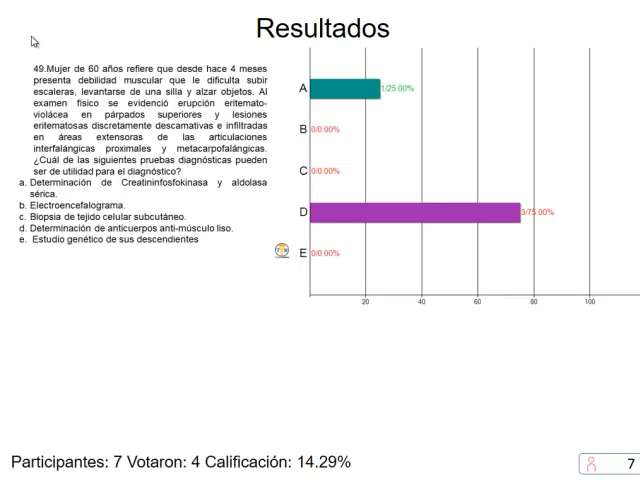 Resultados
49.Mujer de 60 años refiere que desde hace 4 meses
presenta debilidad muscular que le dificulta subir
escaleras, levantarse de una silla y alzar objetos. Al
examen físico se evidenció erupción eritemato-
violácea en párpados superiores y lesiones
eritematosas discretamente descamativas e infiltradas
en áreas extensoras de las articulaciones
interfalángicas proximales y metacarpofalángicas.
¿Cuál de las siguientes pruebas diagnósticas pueden
ser de utilidad para el diagnóstico?
a. Determinación de Creatininfosfokinasa y aldolasa
sérica.
b. Electroencefalograma.
c. Biopsia de tejido celular subcutáneo.
d. Determinación de anticuerpos anti-músculo liso.
e. Estudio genético de sus descendientes
A 1/25.00%
B 0/0.00%
C 0/0.00%
D 3/75.00%
E 0/0.00%
20 40 60 80 100
Participantes: 7 Votaron: 4 Calificación: 14.29%
7